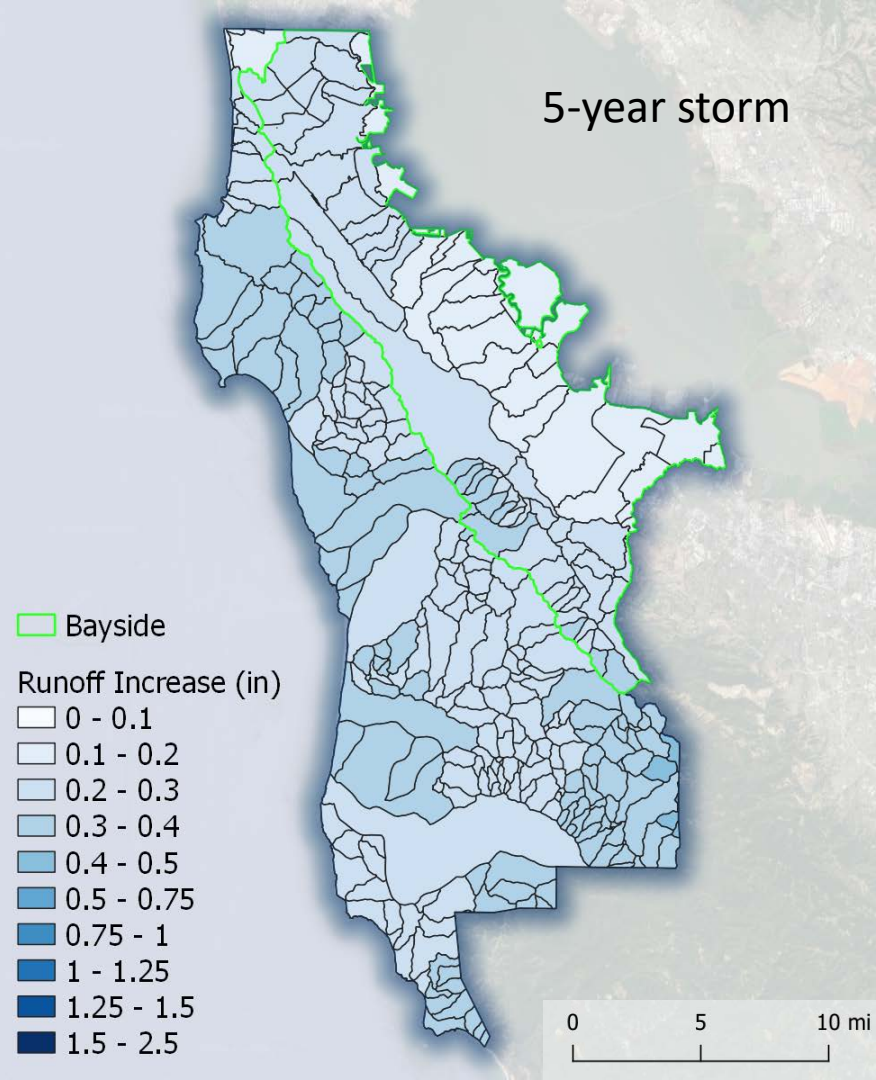 5-year storm
Bayside
Runoff Increase (in)
0 - 0.1
0.1 - 0.2
0.2 - 0.3
0.3 - 0.4
0.4 - 0.5
0.5 - 0.75
0.75 - 1
1 - 1.25
1.25 - 1.5
1.5 - 2.5
0 5 10 mi